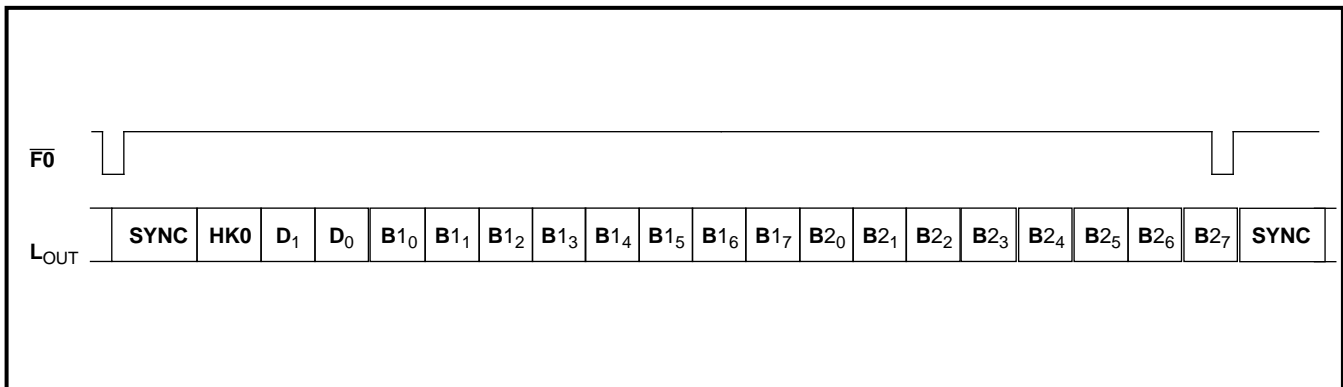 F0
L_OUT SYNC HK0 D₁ D₀ B1₀ B1₁ B1₂ B1₃ B1₄ B1₅ B1₆ B1₇ B2₀ B2₁ B2₂ B2₃ B2₄ B2₅ B2₆ B2₇ SYNC